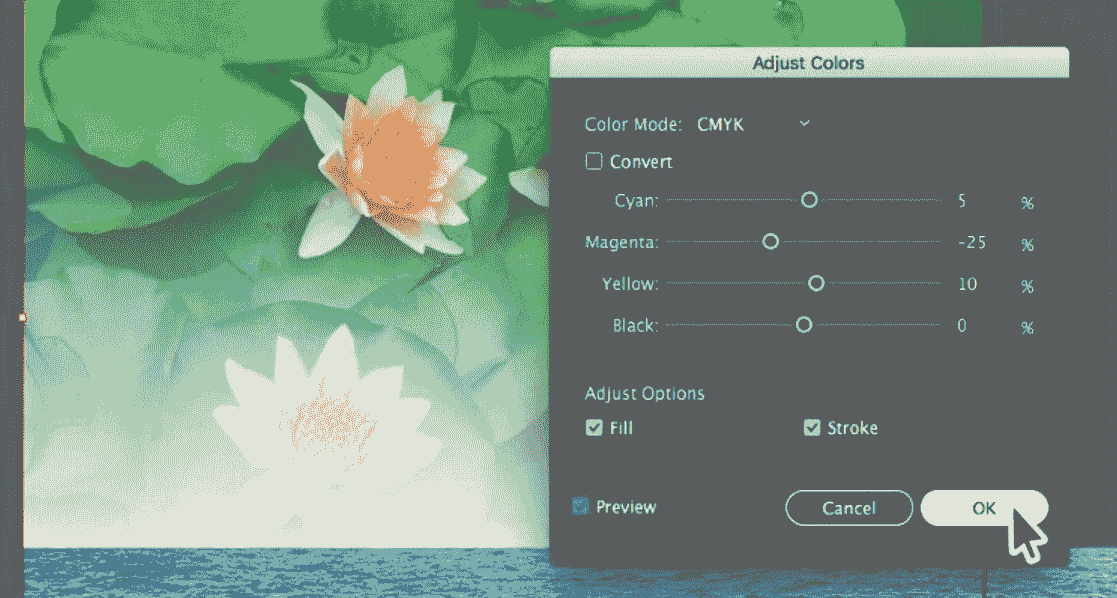 Adjust Colors
Color Mode: CMYK
Convert
Cyan: 5 %
Magenta: -25 %
Yellow: 10 %
Black: 0 %
Adjust Options
Fill Stroke
Preview Cancel OK